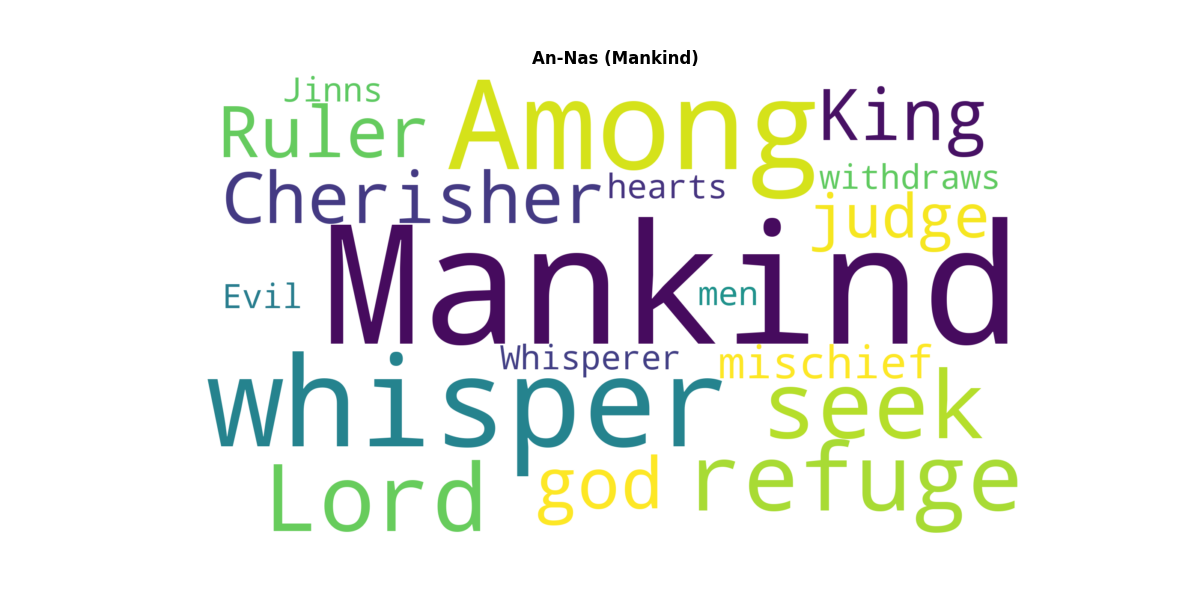 An-Nas (Mankind)
Jinns
Ruler
Among
King
Cherisher
hearts
withdraws
judge
Mankind
Evil
men
Whisperer
mischief
whisper
seek
Lord
god
refuge